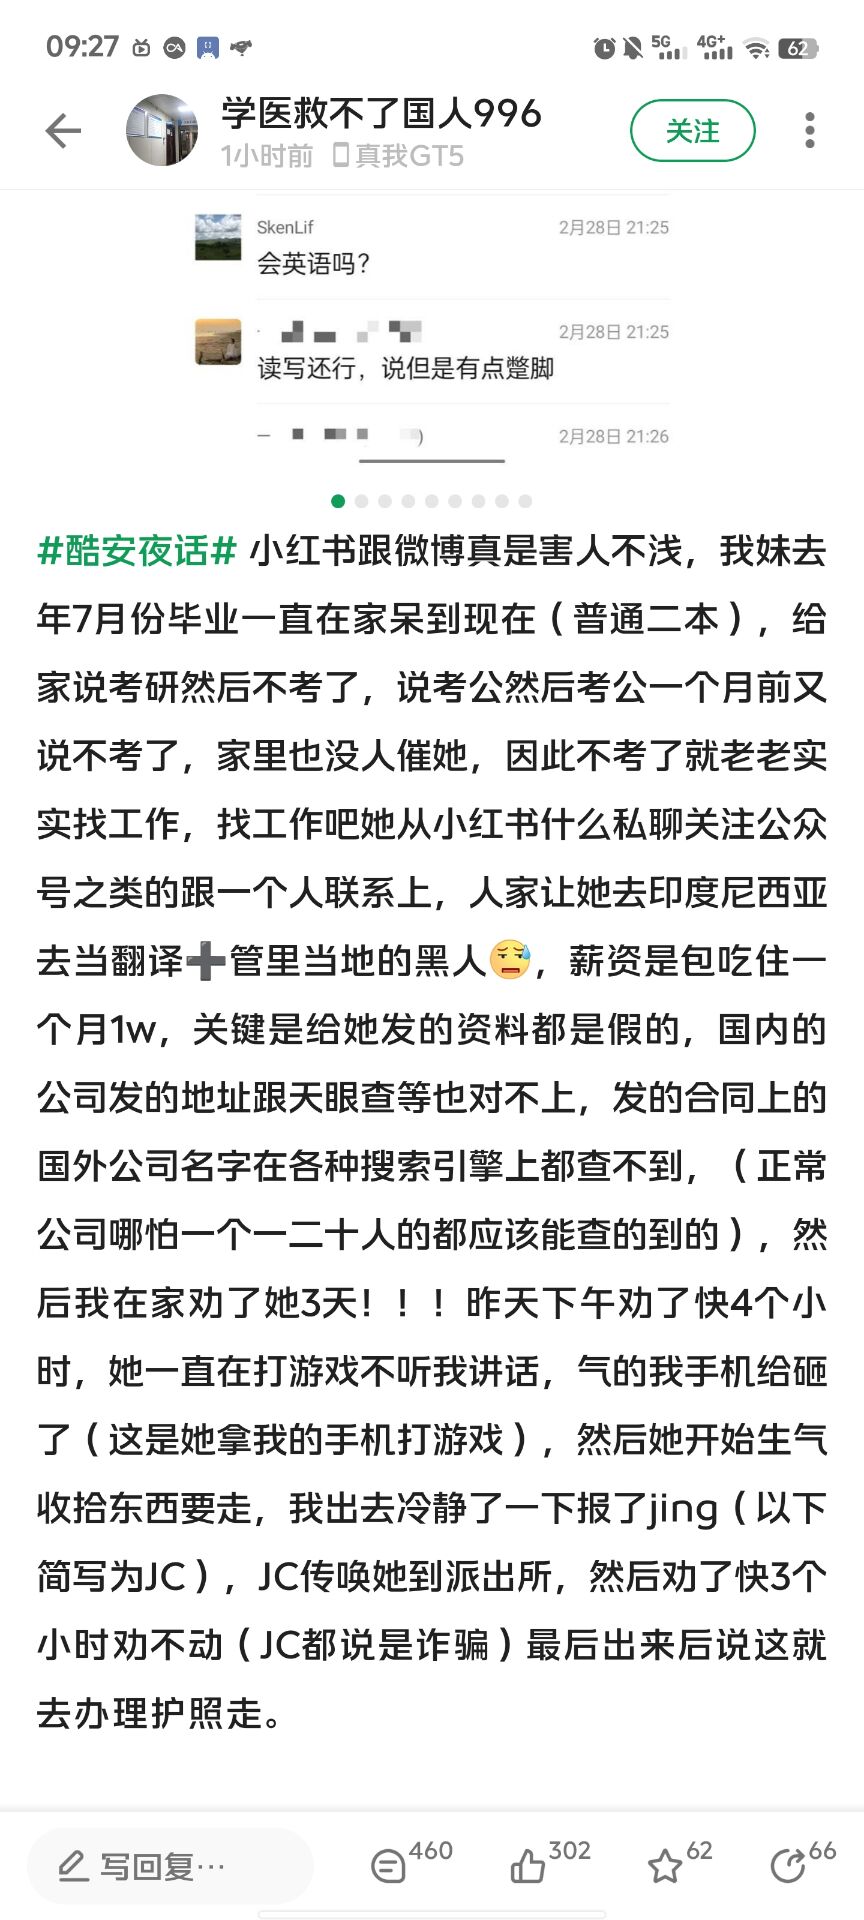 09:27
5G
4G+
62
学医救不了国人996
1小时前 真我GT5
关注
SkenLif
2月28日 21:25
会英语吗?
2月28日 21:25
读写还行，说但是有点蹩脚
2月28日 21:26
#酷安夜话# 小红书跟微博真是害人不浅，我妹去
年7月份毕业一直在家呆到现在（普通二本），给
家说考研然后不考了，说考公然后考公一个月前又
说不考了，家里也没人催她，因此不考了就老老实
实找工作，找工作吧她从小红书什么私聊关注公众
号之类的跟一个人联系上，人家让她去印度尼西亚
去当翻译➕管里当地的黑人😅，薪资是包吃住一
个月1w，关键是给她发的资料都是假的，国内的
公司发的地址跟天眼查等也对不上，发的合同上的
国外公司名字在各种搜索引擎上都查不到，（正常
公司哪怕一个一二十人的都应该能查的到的），然
后我在家劝了她3天！！！昨天下午劝了快4个小
时，她一直在打游戏不听我讲话，气的我手机给砸
了（这是她拿我的手机打游戏），然后她开始生气
收拾东西要走，我出去冷静了一下报了jing（以下
简写为JC），JC传唤她到派出所，然后劝了快3个
小时劝不动（JC都说是诈骗）最后出来后说这就
去办理护照走。
写回复···
460
302
62
66